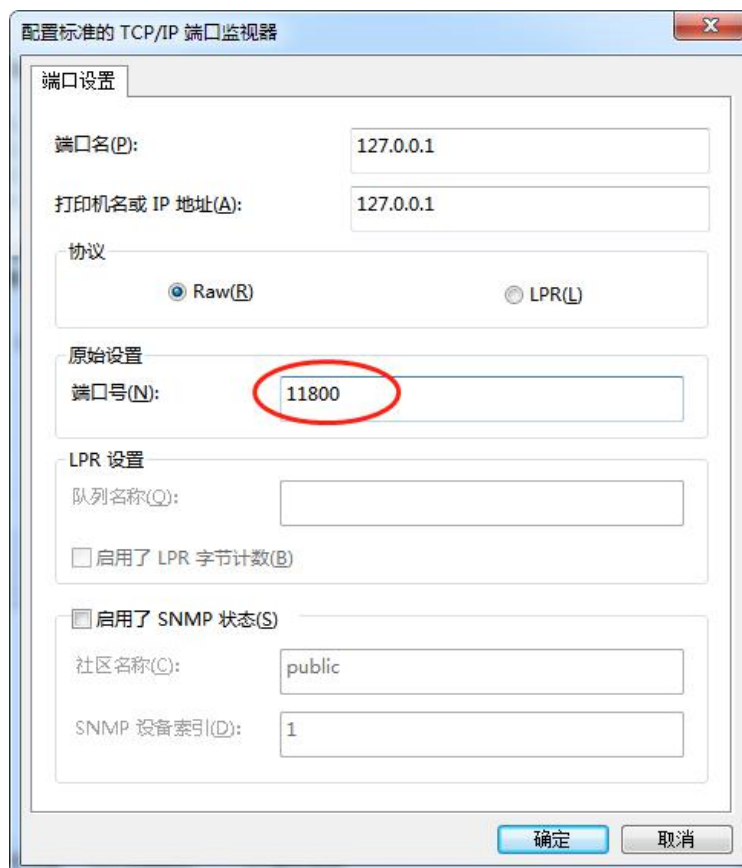 配置标准的 TCP/IP 端口监视器
端口设置
端口名(P):
127.0.0.1
打印机名或 IP 地址(A):
127.0.0.1
协议
Raw(R)
LPR(L)
原始设置
端口号(N):
11800
LPR 设置
队列名称(Q):
启用了 LPR 字节计数(B)
启用了 SNMP 状态(S)
社区名称(C):
public
SNMP 设备索引(D):
1
确定
取消